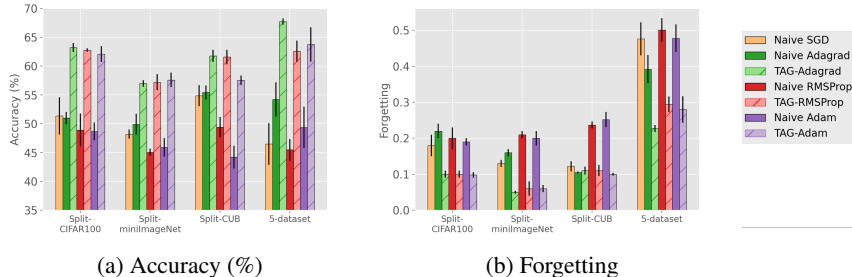 70
65
60
55
50
45
40
35
Accuracy (%)
Split-
CIFAR100
Split-
miniImageNet
Split-CUB
5-dataset
(a) Accuracy (%)
0.5
0.4
0.3
0.2
0.1
0.0
Forgetting
Split-
CIFAR100
Split-
miniImageNet
Split-CUB
5-dataset
(b) Forgetting
Naive SGD
Naive Adagrad
TAG-Adagrad
Naive RMSProp
TAG-RMSProp
Naive Adam
TAG-Adam